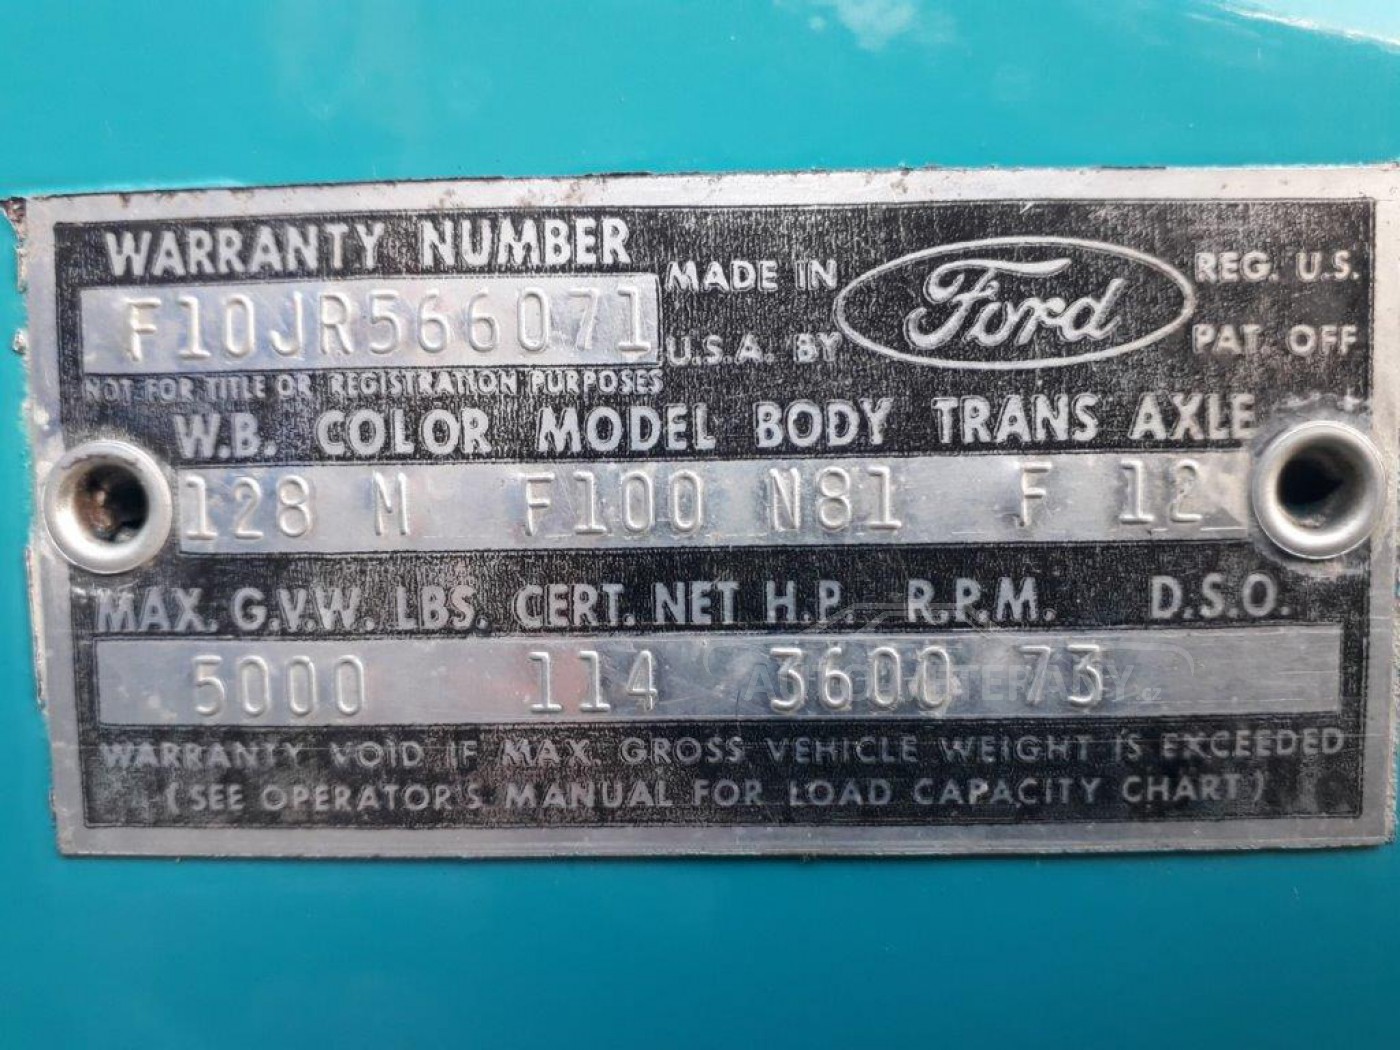 WARRANTY NUMBER
F10JR566071
MADE IN
U.S.A. BY
Ford
REG. U.S.
PAT. OFF
NOT FOR TITLE OR REGISTRATION PURPOSES
W.B. COLOR MODEL BODY TRANS AXLE
128 M F100 N81 F 12
MAX. G.V.W. LBS. CERT. NET H.P. R.P.M. D.S.O.
5000 114 3600 73
WARRANTY VOID IF MAX. GROSS VEHICLE WEIGHT IS EXCEEDED
(SEE OPERATOR'S MANUAL FOR LOAD CAPACITY CHART)